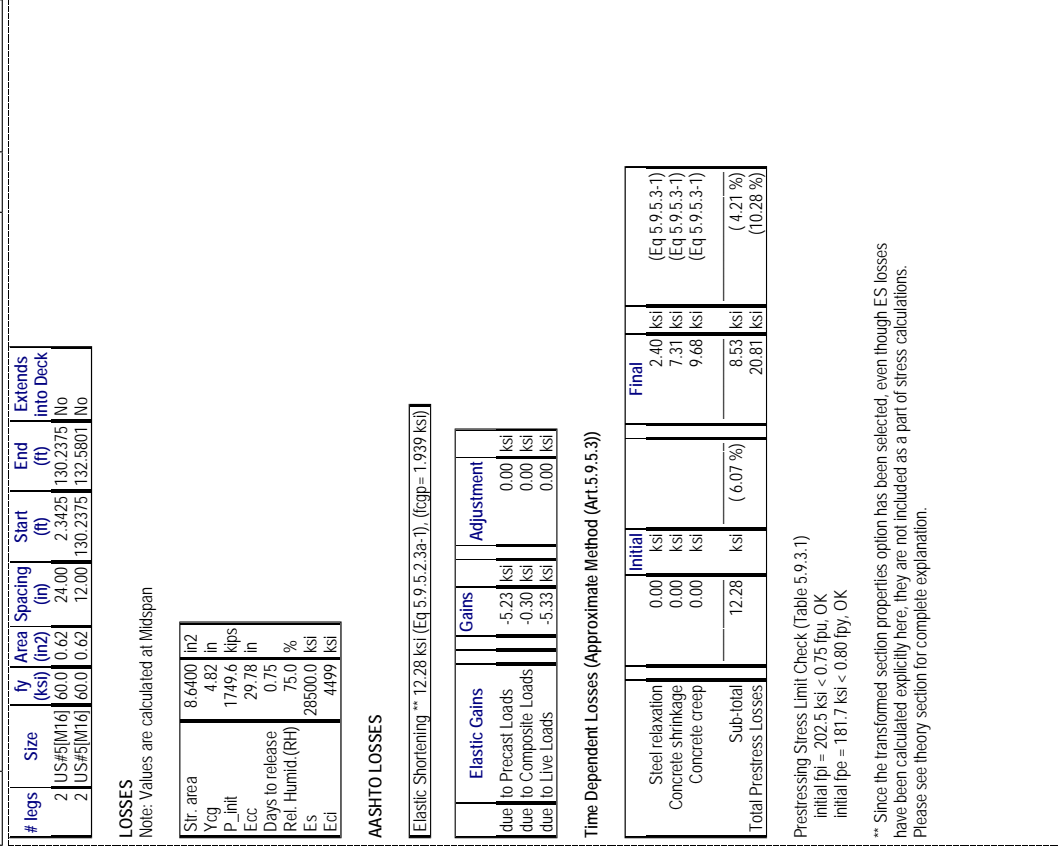 # legs Size fy (ksi) Area (in2) Spacing (in) Start (ft) End (ft) Extends into Deck
2 US#5[M16] 60.0 0.62 24.00 2.3425 130.2375 No
2 US#5[M16] 60.0 0.62 12.00 130.2375 132.5801 No
LOSSES
Note: Values are calculated at Midspan
Str. area 8.6400 in2
Ycg 4.82 in
P_init 1749.6 kips
Ecc 29.78 in
Days to release 0.75
Rel. Humid.(RH) 75.0 %
Es 28500.0 ksi
Eci 4499 ksi
AASHTO LOSSES
Elastic Shortening ** 12.28 ksi (Eq 5.9.5.2.3a-1), (fcgp= 1.939 ksi)
Elastic Gains Gains Adjustment
due to Precast Loads -5.23 ksi 0.00 ksi
due to Composite Loads -0.30 ksi 0.00 ksi
due to Live Loads -5.33 ksi 0.00 ksi
Time Dependent Losses (Approximate Method (Art.5.9.5.3))
Initial Final
Steel relaxation 0.00 ksi 2.40 ksi (Eq 5.9.5.3-1)
Concrete shrinkage 0.00 ksi 7.31 ksi (Eq 5.9.5.3-1)
Concrete creep 0.00 ksi 9.68 ksi (Eq 5.9.5.3-1)
Sub-total 12.28 ksi ( 6.07 %) 8.53 ksi ( 4.21 %)
Total Prestress Losses 20.81 ksi (10.28 %)
Prestressing Stress Limit Check (Table 5.9.3.1)
initial fpi = 202.5 ksi < 0.75 fpu, OK
initial fpe = 181.7 ksi < 0.80 fpy, OK
** Since the transformed section properties option has been selected, even though ES losses
have been calculated explicitly here, they are not included as a part of stress calculations.
Please see theory section for complete explanation.